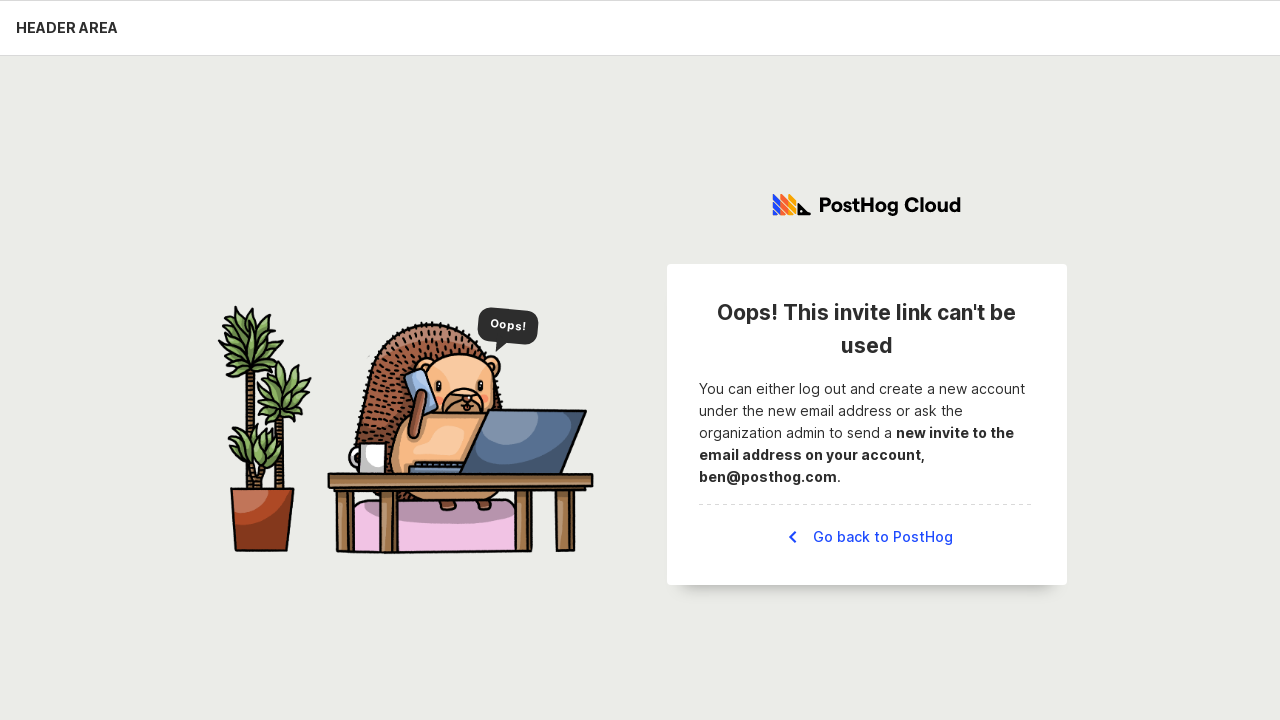 HEADER AREA
PostHog Cloud
Oops!
Oops! This invite link can't be
used
You can either log out and create a new account
under the new email address or ask the
organization admin to send a new invite to the
email address on your account,
ben@posthog.com.
Go back to PostHog